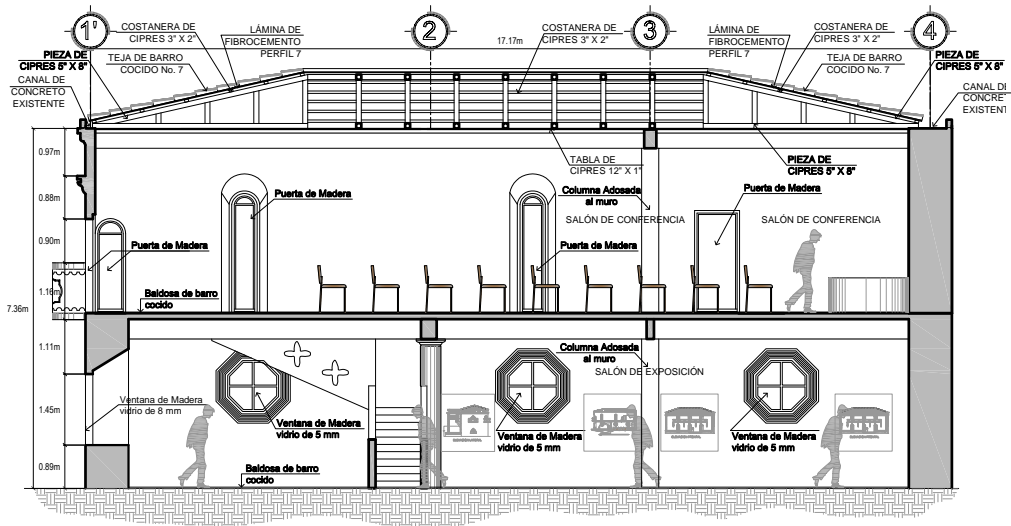 1'
2
3
4
COSTANERA DE
CIPRES 3" X 2"
LÁMINA DE
FIBROCEMENTO
PERFIL 7
COSTANERA DE
CIPRES 3" X 2"
17.17m
LÁMINA DE
FIBROCEMENTO
PERFIL 7
COSTANERA DE
CIPRES 3" X 2"
PIEZA DE
CIPRES 5" X 8"
TEJA DE BARRO
COCIDO No. 7
TEJA DE BARRO
COCIDO No. 7
PIEZA DE
CIPRES 5" X 8"
CANAL DE
CONCRETO
EXISTENTE
CANAL DE
CONCRE
EXISTENT
0.97m
TABLA DE
CIPRES 12" X 1"
PIEZA DE
CIPRES 5" X 8"
0.88m
Puerta de Madera
Columna Adosada
al muro
Puerta de Madera
SALÓN DE CONFERENCIA
SALÓN DE CONFERENCIA
0.90m
Puerta de Madera
Puerta de Madera
1.16m
Baldosa de barro
cocido
7.36m
1.11m
Columna Adosada
al muro
SALÓN DE EXPOSICIÓN
1.45m
Ventana de Madera
vidrio de 8 mm
Ventana de Madera
vidrio de 5 mm
Ventana de Madera
vidrio de 5 mm
Ventana de Madera
vidrio de 5 mm
0.89m
Baldosa de barro
cocido